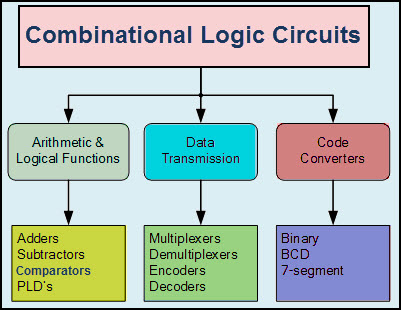 Combinational Logic Circuits
Arithmetic &
Logical Functions
Data
Transmission
Code
Converters
Adders
Subtractors
Comparators
PLD's
Multiplexers
Demultiplexers
Encoders
Decoders
Binary
BCD
7-segment